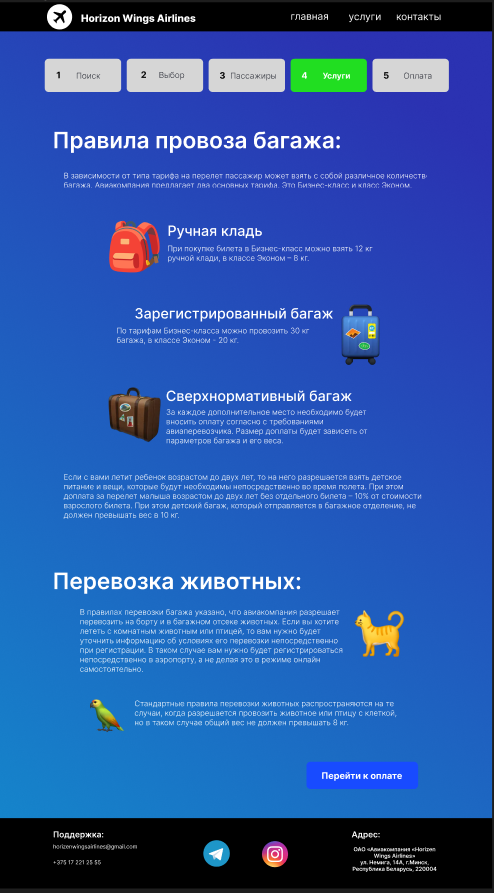 Horizon Wings Airlines
главная услуги контакты
1 Поиск
2 Выбор
3 Пассажиры
4 Услуги
5 Оплата
Правила провоза багажа:
В зависимости от типа тарифа на перелет пассажир может взять с собой различное количество
багажа. Авиакомпания предлагает два основных тарифа. Это Бизнес-класс и класс Эконом.
Ручная кладь
При покупке билета в Бизнес-класс можно взять 12 кг
ручной клади, в классе Эконом – 8 кг.
Зарегистрированный багаж
По тарифам Бизнес-класса можно провозить 30 кг
багажа, в классе Эконом - 20 кг.
Сверхнормативный багаж
За каждое дополнительное место необходимо будет
вносить оплату согласно с требованиями
авиаперевозчика. Размер доплаты будет зависеть от
параметров багажа и его веса.
Если с вами летит ребенок возрастом до двух лет, то на него разрешается взять детское
питание и вещи, которые будут необходимы непосредственно во время полета. При этом
доплата за перелет малыша возрастом до двух лет без отдельного билета – 10% от стоимости
взрослого билета. При этом детский багаж, который отправляется в багажное отделение, не
должен превышать вес в 10 кг.
Перевозка животных:
В правилах перевозки багажа указано, что авиакомпания разрешает
перевозить на борту и в багажном отсеке животных. Если вы хотите
лететь с комнатным животным или птицей, то вам нужно будет
уточнить информацию об условиях его перевозки непосредственно
при регистрации. В таком случае вам нужно будет регистрироваться
непосредственно в аэропорту, а не делая это в режиме онлайн
самостоятельно.
Стандартные правила перевозки животных распространяются на те
случаи, когда разрешается провозить животное или птицу с клеткой,
но в таком случае общий вес не должен превышать 8 кг.
Перейти к оплате
Поддержка:
horizenwingsairlines@gmail.com
+375 17 221 25 55
Адрес:
ОАО «Авиакомпания «Horizen
Wings Airlines»
ул. Немига, 14А, г.Минск,
Республика Беларусь, 220004